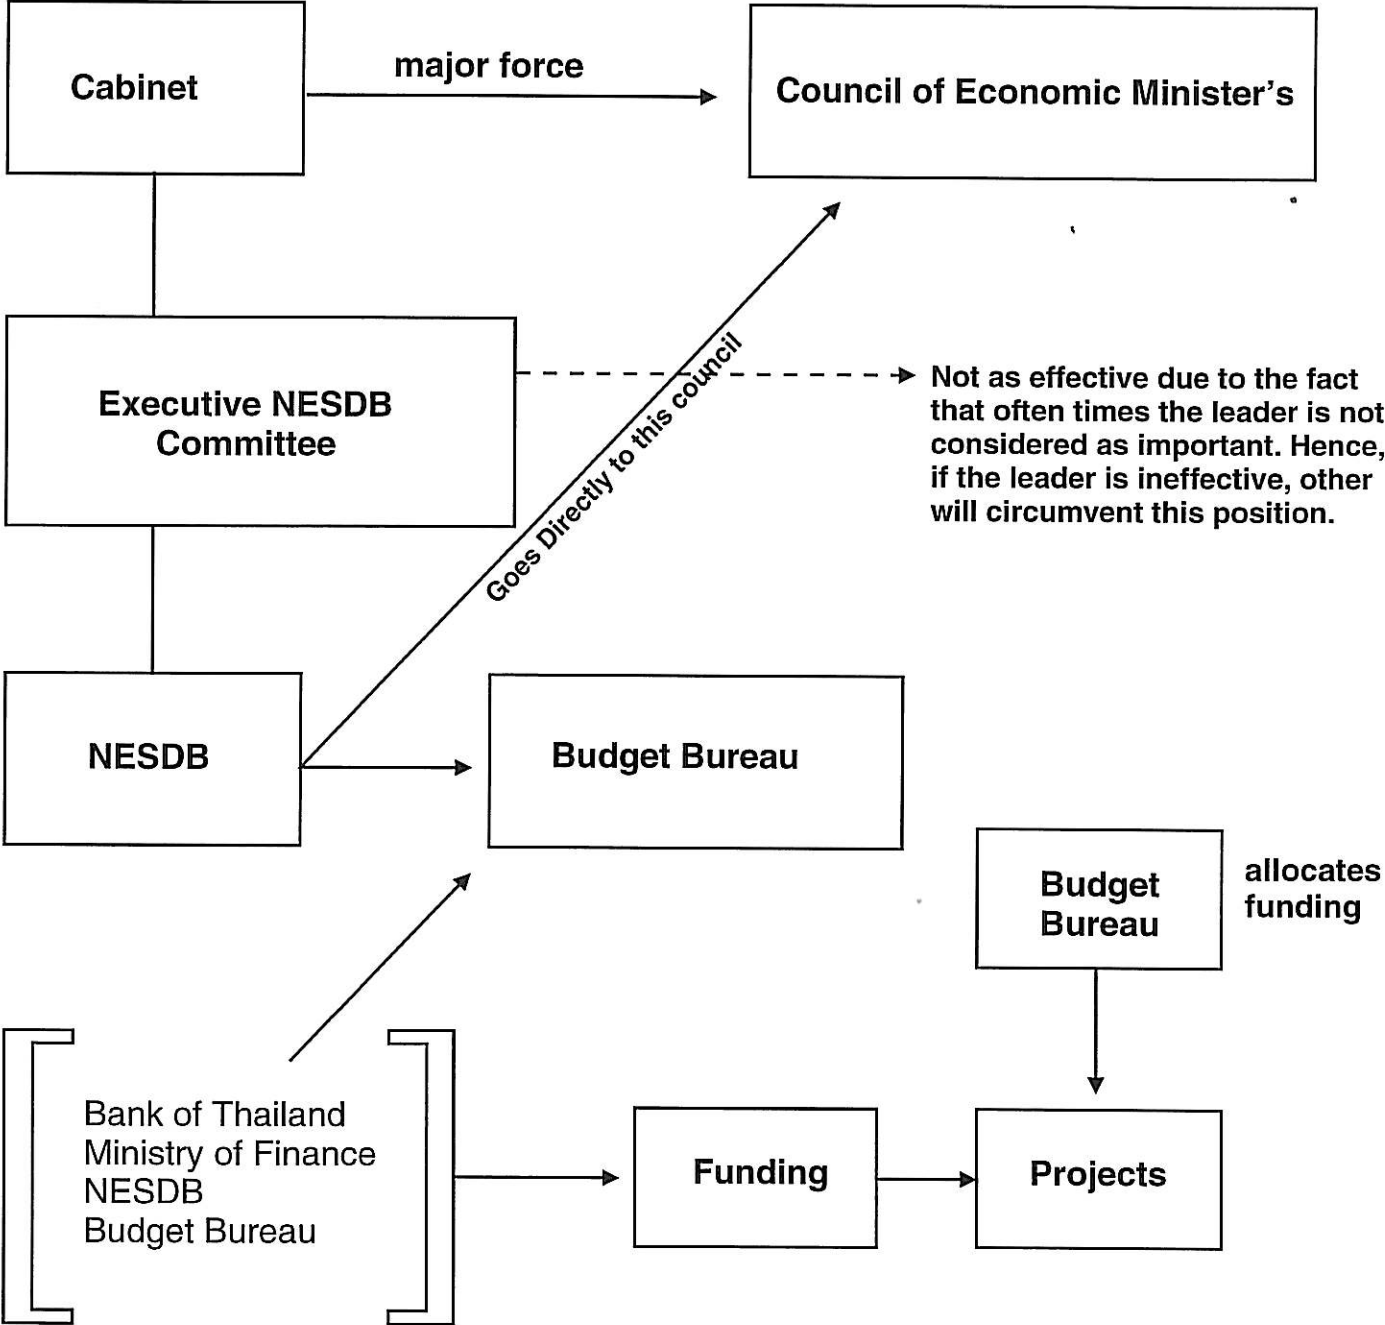 Cabinet
major force
Council of Economic Minister's
Executive NESDB
Committee
Goes Directly to this council
Not as effective due to the fact
that often times the leader is not
considered as important. Hence,
if the leader is ineffective, other
will circumvent this position.
NESDB
Budget Bureau
Budget
Bureau
allocates
funding
Bank of Thailand
Ministry of Finance
NESDB
Budget Bureau
Funding
Projects